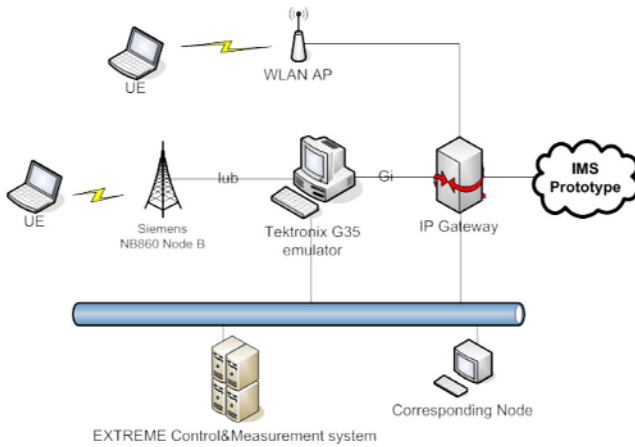 UE
WLAN AP
UE
Siemens
NB860 Node B
Iub
Tektronix G35
emulator
Gi
IP Gateway
IMS
Prototype
EXTREME Control&Measurement system
Corresponding Node